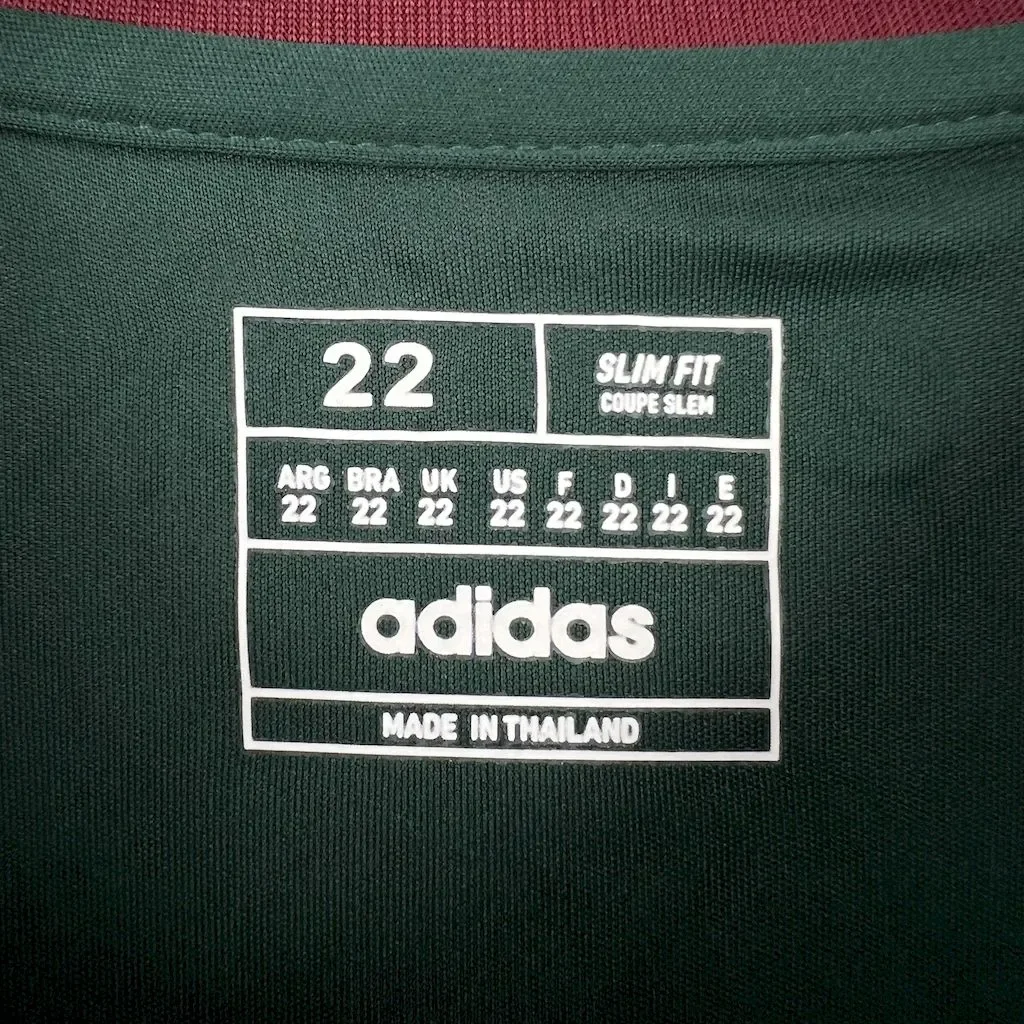 22
SLIM FIT
COUPE SLEM
ARG BRA UK US F D I E
22 22 22 22 22 22 22 22
adidas
MADE IN THAILAND